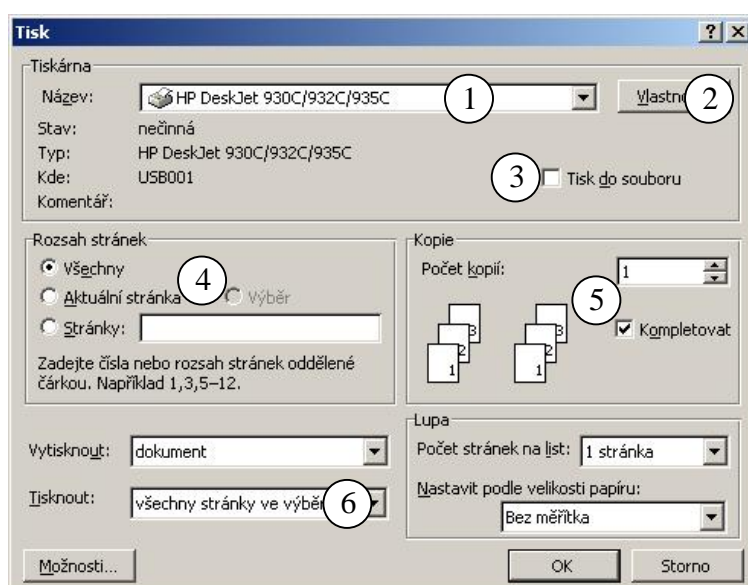 Tisk
Tiskárna
Název: HP DeskJet 930C/932C/935C 1 2
Stav: nečinná
Typ: HP DeskJet 930C/932C/935C
Kde: USB001 3 Tisk do souboru
Komentář:
Rozsah stránek
Všechny
Aktuální stránka 4 Výběr
Stránky:
Zadejte čísla nebo rozsah stránek oddělené
čárkou. Například 1,3,5–12.
Kopie
Počet kopií: 1
5
Kompletovat
3 3
2 2
1 1
Vytisknout: dokument
Tisknout: všechny stránky ve 6
Lupa
Počet stránek na list: 1 stránka
Nastavit podle velikosti papíru:
Bez měřítka
Možnosti... OK Storno